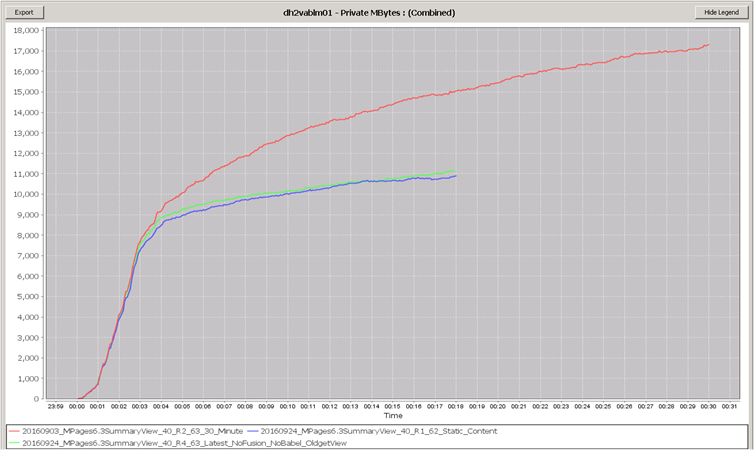 Export
dh2vablm01 - Private MBytes : (Combined)
Hide Legend
18,000
17,000
16,000
15,000
14,000
13,000
12,000
11,000
10,000
9,000
8,000
7,000
6,000
5,000
4,000
3,000
2,000
1,000
0
23:59 00:00 00:01 00:02 00:03 00:04 00:05 00:06 00:07 00:08 00:09 00:10 00:11 00:12 00:13 00:14 00:15 00:16 00:17 00:18 00:19 00:20 00:21 00:22 00:23 00:24 00:25 00:26 00:27 00:28 00:29 00:30 00:31
Time
20160903_MPages6.3SummaryView_40_R2_63_30_Minute 20160924_MPages6.3SummaryView_40_R1_62_Static_Content
20160924_MPages6.3SummaryView_40_R4_63_Latest_NoFusion_NoBabel_OldgetView